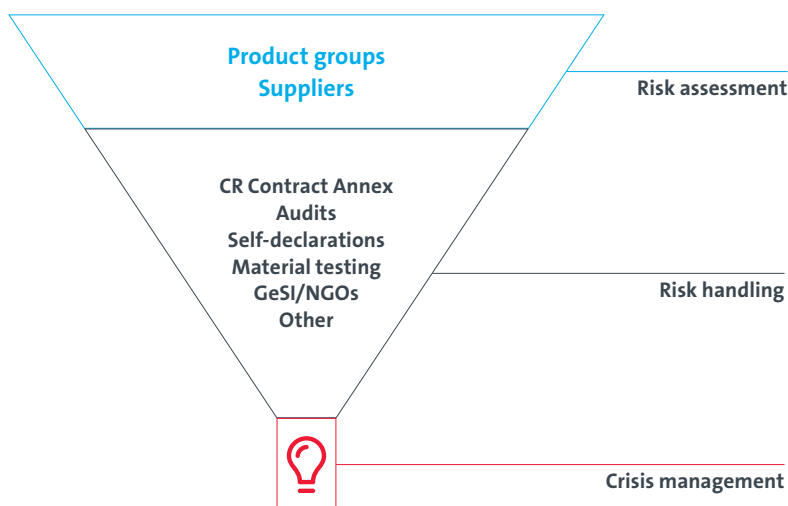 Product groups
Suppliers
Risk assessment
CR Contract Annex
Audits
Self-declarations
Material testing
GeSI/NGOs
Other
Risk handling
Crisis management